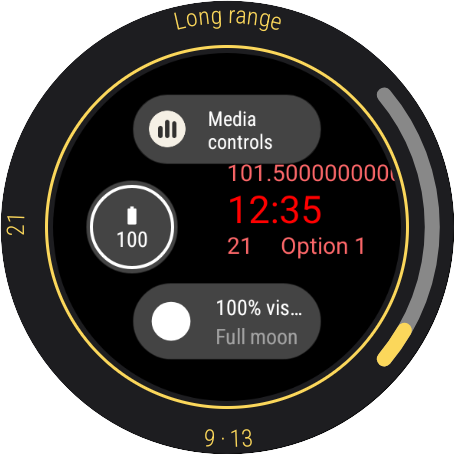 Long range
Media
controls
101.5000000000
12:35
21 Option 1
100
21
100% vis...
Full moon
9·13